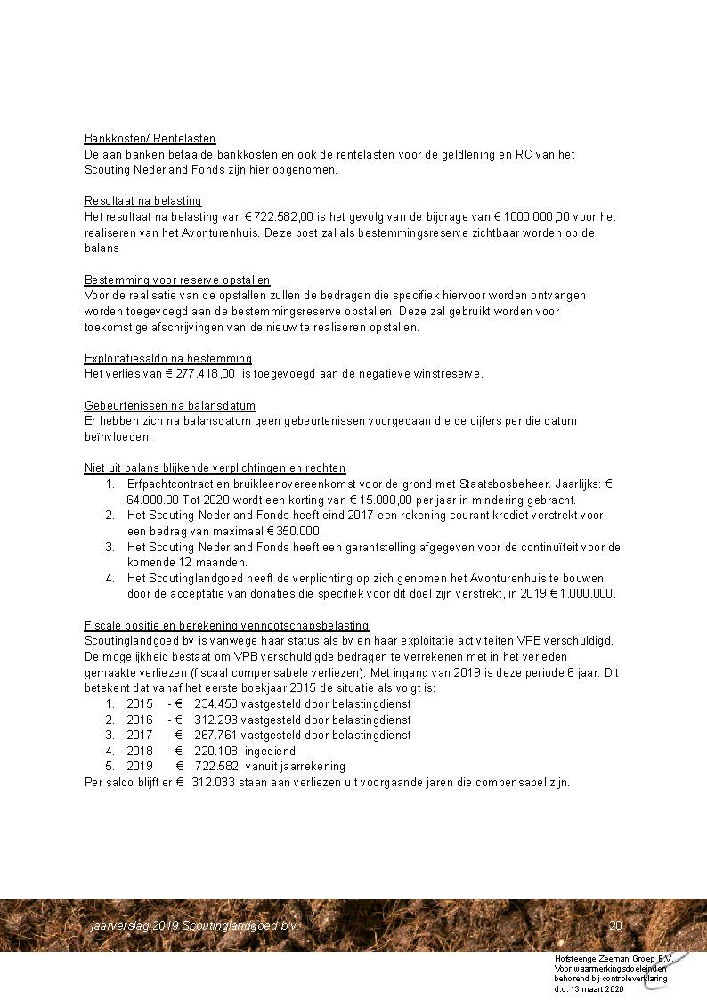 Bankkosten/ Rentelasten
De aan banken betaalde bankkosten en ook de rentelasten voor de geldlening en RC van het
Scouting Nederland Fonds zijn hier opgenomen.
Resultaat na belasting
Het resultaat na belasting van € 722.582,00 is het gevolg van de bijdrage van € 1000.000,00 voor het
realiseren van het Avonturenhuis. Deze post zal als bestemmingsreserve zichtbaar worden op de
balans
Bestemming voor reserve opstallen
Voor de realisatie van de opstallen zullen de bedragen die specifiek hiervoor worden ontvangen
worden toegevoegd aan de bestemmingsreserve opstallen. Deze zal gebruikt worden voor
toekomstige afschrijvingen van de nieuw te realiseren opstallen.
Exploitatiesaldo na bestemming
Het verlies van € 277.418,00 is toegevoegd aan de negatieve winstreserve.
Gebeurtenissen na balansdatum
Er hebben zich na balansdatum geen gebeurtenissen voorgedaan die de cijfers per die datum
beïnvloeden.
Niet uit balans blijkende verplichtingen en rechten
1. Erfpachtcontract en bruikleenovereenkomst voor de grond met Staatsbosbeheer. Jaarlijks: €
64.000.00 Tot 2020 wordt een korting van € 15.000,00 per jaar in mindering gebracht.
2. Het Scouting Nederland Fonds heeft eind 2017 een rekening courant krediet verstrekt voor
een bedrag van maximaal € 350.000.
3. Het Scouting Nederland Fonds heeft een garantstelling afgegeven voor de continuïteit voor de
komende 12 maanden.
4. Het Scoutinglandgoed heeft de verplichting op zich genomen het Avonturenhuis te bouwen
door de acceptatie van donaties die specifiek voor dit doel zijn verstrekt, in 2019 € 1.000.000.
Fiscale positie en berekening vennootschapsbelasting
Scoutinglandgoed bv is vanwege haar status als bv en haar exploitatie activiteiten VPB verschuldigd.
De mogelijkheid bestaat om VPB verschuldigde bedragen te verrekenen met in het verleden
gemaakte verliezen (fiscaal compensabele verliezen). Met ingang van 2019 is deze periode 6 jaar. Dit
betekent dat vanaf het eerste boekjaar 2015 de situatie als volgt is:
1. 2015 - € 234.453 vastgesteld door belastingdienst
2. 2016 - € 312.293 vastgesteld door belastingdienst
3. 2017 - € 267.761 vastgesteld door belastingdienst
4. 2018 - € 220.108 ingediend
5. 2019 € 722.582 vanuit jaarrekening
Per saldo blijft er € 312.033 staan aan verliezen uit voorgaande jaren die compensabel zijn.
jaarverslag 2019 Scoutinglandgoed b.v. 20
Hofsteenge Zeeman Groep B.V.
Voor waarmerkingsdoeleinden
behorend bij controleverklaring
d.d. 13 maart 2020